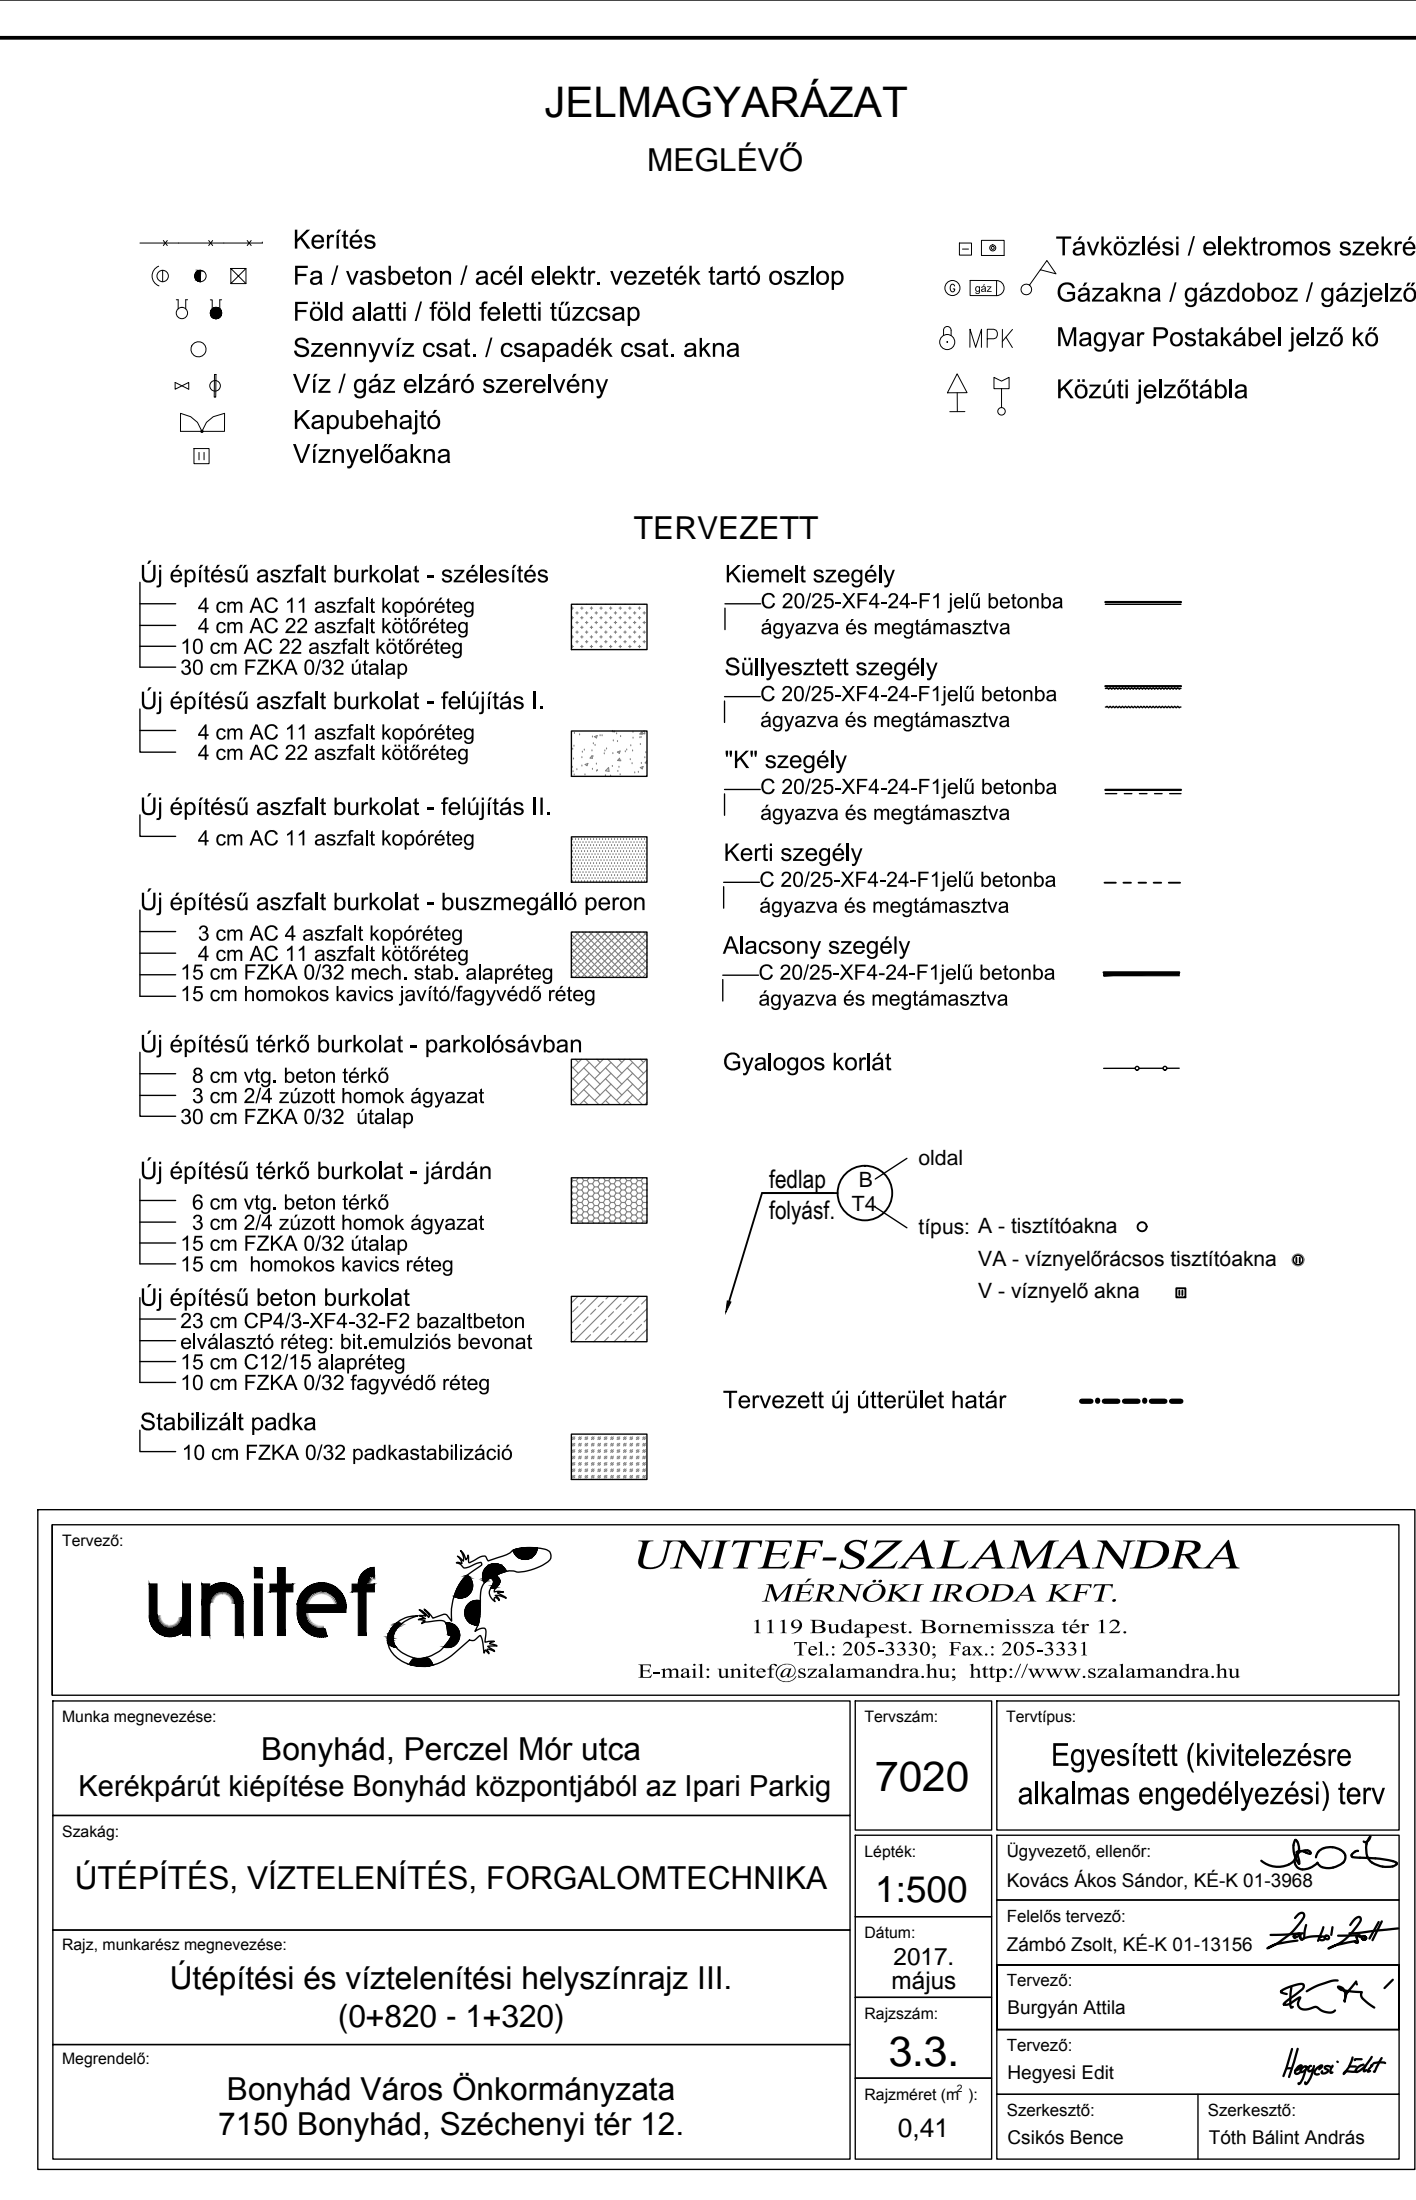 JELMAGYARÁZAT
MEGLÉVŐ
Kerítés
Fa / vasbeton / acél elektr. vezeték tartó oszlop
Föld alatti / föld feletti tűzcsap
Szennyvíz csat. / csapadék csat. akna
Víz / gáz elzáró szerelvény
Kapubehajtó
Víznyelőakna
Távközlési / elektromos szekré
G gáz Gázakna / gázdoboz / gázjelző
MPK Magyar Postakábel jelző kő
Közúti jelzőtábla
TERVEZETT
Új építésű aszfalt burkolat - szélesítés
4 cm AC 11 aszfalt kopóréteg
4 cm AC 22 aszfalt kötőréteg
10 cm AC 22 aszfalt kötőréteg
30 cm FZKA 0/32 útalap
Új építésű aszfalt burkolat - felújítás I.
4 cm AC 11 aszfalt kopóréteg
4 cm AC 22 aszfalt kötőréteg
Új építésű aszfalt burkolat - felújítás II.
4 cm AC 11 aszfalt kopóréteg
Új építésű aszfalt burkolat - buszmegálló peron
3 cm AC 4 aszfalt kopóréteg
4 cm AC 11 aszfalt kötőréteg
15 cm FZKA 0/32 mech. stab. alapréteg
15 cm homokos kavics javító/fagyvédő réteg
Új építésű térkő burkolat - parkolósávban
8 cm vtg. beton térkő
3 cm 2/4 zúzott homok ágyazat
30 cm FZKA 0/32 útalap
Új építésű térkő burkolat - járdán
6 cm vtg. beton térkő
3 cm 2/4 zúzott homok ágyazat
15 cm FZKA 0/32 útalap
15 cm homokos kavics réteg
Új építésű beton burkolat
23 cm CP4/3-XF4-32-F2 bazaltbeton
elválasztó réteg: bit.emulziós bevonat
15 cm C12/15 alapréteg
10 cm FZKA 0/32 fagyvédő réteg
Stabilizált padka
10 cm FZKA 0/32 padkastabilizáció
Kiemelt szegély
C 20/25-XF4-24-F1 jelű betonba
ágyazva és megtámasztva
Süllyesztett szegély
C 20/25-XF4-24-F1jelű betonba
ágyazva és megtámasztva
"K" szegély
C 20/25-XF4-24-F1jelű betonba
ágyazva és megtámasztva
Kerti szegély
C 20/25-XF4-24-F1jelű betonba
ágyazva és megtámasztva
Alacsony szegély
C 20/25-XF4-24-F1jelű betonba
ágyazva és megtámasztva
Gyalogos korlát
oldal
fedlap B
folyásf. T4
típus: A - tisztítóakna
VA - víznyelőrácsos tisztítóakna
V - víznyelő akna
Tervezett új útterület határ
Tervező:
unitef
UNITEF-SZALAMANDRA
MÉRNÖKI IRODA KFT.
1119 Budapest. Bornemissza tér 12.
Tel.: 205-3330; Fax.: 205-3331
E-mail: unitef@szalamandra.hu; http://www.szalamandra.hu
Munka megnevezése:
Bonyhád, Perczel Mór utca
Kerékpárút kiépítése Bonyhád központjából az Ipari Parkig
Tervszám:
7020
Tervtípus:
Egyesített (kivitelezésre
alkalmas engedélyezési) terv
Szakág:
ÚTÉPÍTÉS, VÍZTELENÍTÉS, FORGALOMTECHNIKA
Lépték:
1:500
Ügyvezető, ellenőr:
Kovács Ákos Sándor, KÉ-K 01-3968
Felelős tervező:
Zámbó Zsolt, KÉ-K 01-13156
Rajz, munkarész megnevezése:
Útépítési és víztelenítési helyszínrajz III.
(0+820 - 1+320)
Dátum:
2017.
május
Tervező:
Burgyán Attila
Rajzszám:
3.3.
Tervező:
Hegyesi Edit
Hegyesi Edit
Megrendelő:
Bonyhád Város Önkormányzata
7150 Bonyhád, Széchenyi tér 12.
Rajzméret (m²):
0,41
Szerkesztő:
Csikós Bence
Szerkesztő:
Tóth Bálint András